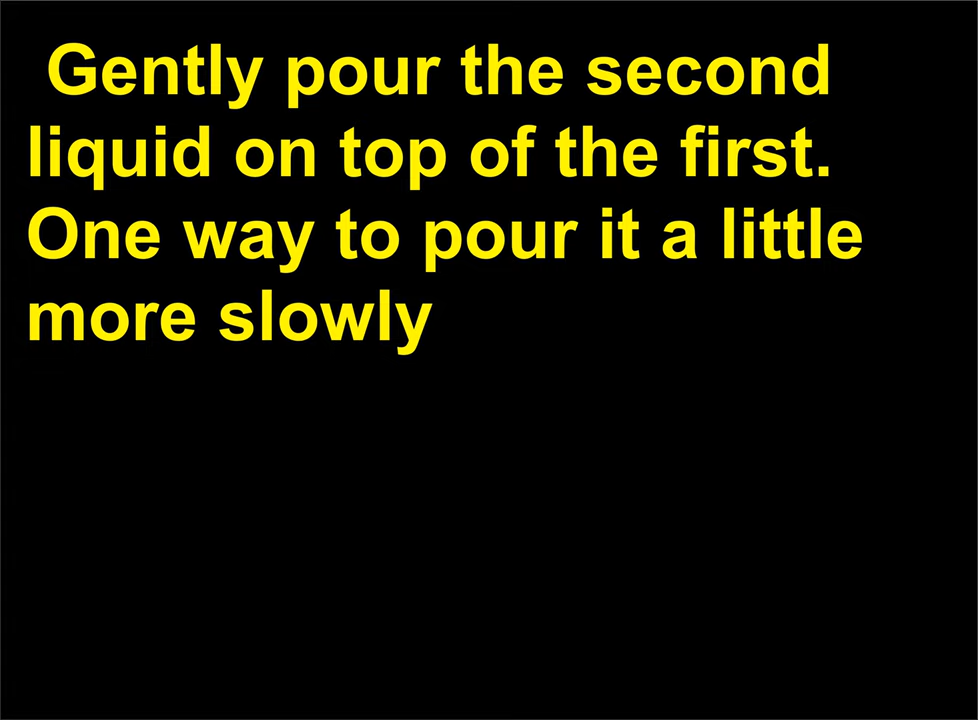 Gently pour the second
liquid on top of the first.
One way to pour it a little
more slowly